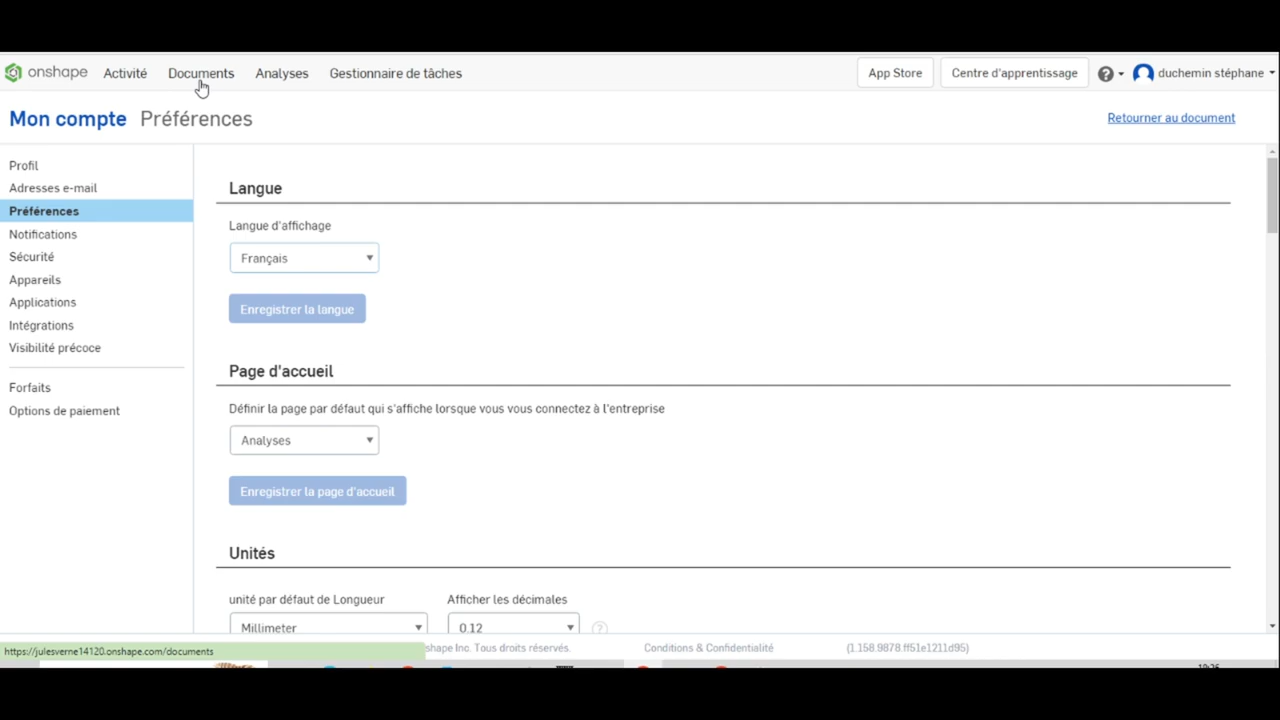 onshape Activité Documents Analyses Gestionnaire de tâches App Store Centre d'apprentissage ? duchemin stéphane
Mon compte Préférences Retourner au document
Profil
Adresses e-mail
Préférences
Notifications
Sécurité
Appareils
Applications
Intégrations
Visibilité précoce
Forfaits
Options de paiement
Langue
Langue d'affichage
Français
Enregistrer la langue
Page d'accueil
Définir la page par défaut qui s'affiche lorsque vous vous connectez à l'entreprise
Analyses
Enregistrer la page d'accueil
Unités
unité par défaut de Longueur Afficher les décimales
Millimeter 0.12 ?
https://julesverne14120.onshape.com/documents shape Inc. Tous droits réservés. Conditions & Confidentialité (1.158.9878.ff51e1211d95)